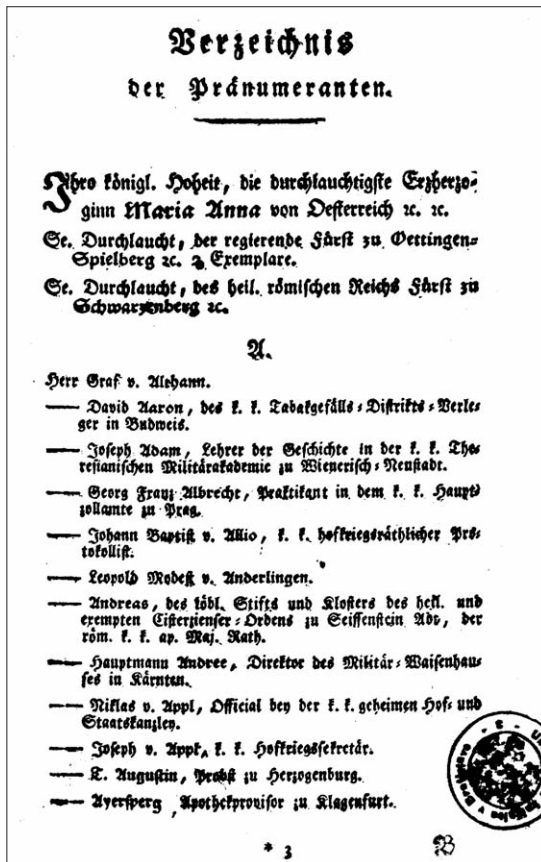 Verzeichnis
der Pränumeranten.
Ihro königl. Hoheit, die durchlauchtigste Erzherzo-
ginn Maria Anna von Oesterreich ꝛc. ꝛc.
Se. Durchlaucht, der regierende Fürst zu Oettingen-
Spielberg ꝛc. 2 Exemplare.
Se. Durchlaucht, des heil. römischen Reichs Fürst zu
Schwarzenberg ꝛc.
A.
Herr Graf v. Althann.
— David Aaron, des k. k. Tabakgefälls-Distrikts-Verle-
ger in Budweis.
— Joseph Adam, Lehrer der Geschichte in der k. k. The-
resianischen Militärakademie zu Wienerisch-Neustadt.
— Georg Franz Albrecht, Praktikant in dem k. k. Haupt-
zollamte zu Prag.
— Johann Baptist v. Allio, k. k. hofkriegsräthlicher Pro-
tokollist.
— Leopold Modest v. Anderlingen.
— Andreas, des löbl. Stifts und Klosters des heil. und
exempten Cisterzienser-Ordens zu Seissenstein Abt, der
röm. k. k. ap. Maj. Rath.
— Hauptmann Andree, Direktor des Militär-Waisenhau-
ses in Kärnten.
— Niklas v. Appl, Official bey der k. k. geheimen Hof- und
Staatskanzley.
— Joseph v. Appl, k. k. Hofkriegssekretär.
— T. Augustin, Probst zu Herzogenburg.
— Ayersperg, Apothekprovisor zu Klagenfurt.
* 3 B